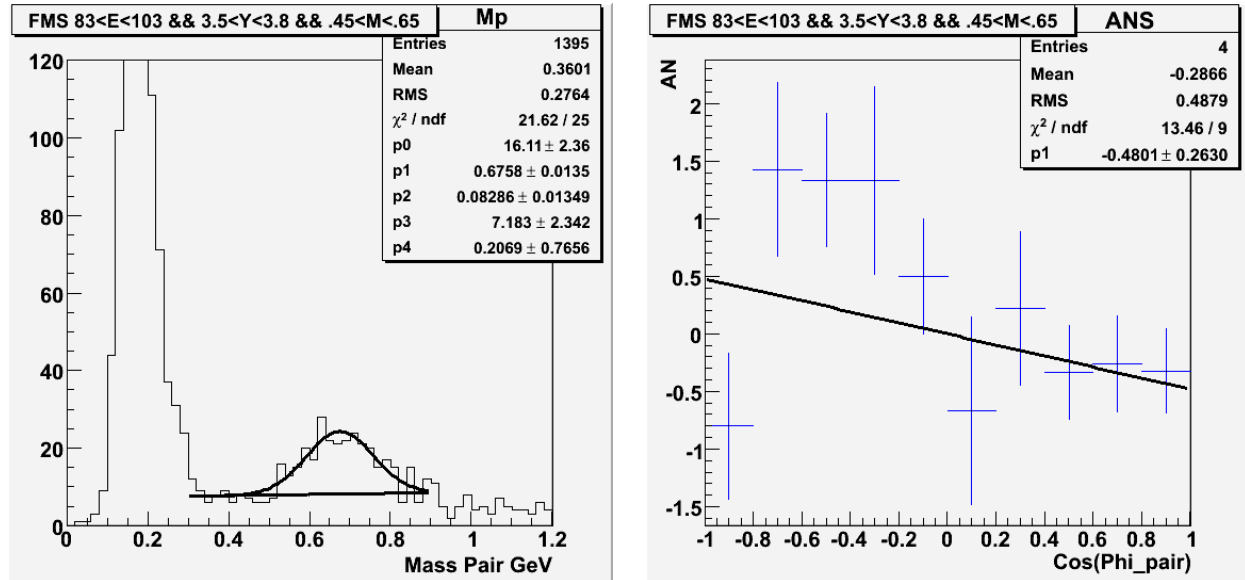 FMS 83<E<103 && 3.5<Y<3.8 && .45<M<.65
Mp
Entries 1395
Mean 0.3601
RMS 0.2764
χ² / ndf 21.62 / 25
p0 16.11 ± 2.36
p1 0.6758 ± 0.0135
p2 0.08286 ± 0.01349
p3 7.183 ± 2.342
p4 0.2069 ± 0.7656
120
100
80
60
40
20
0
0 0.2 0.4 0.6 0.8 1 1.2
Mass Pair GeV
FMS 83<E<103 && 3.5<Y<3.8 && .45<M<.65
ANS
Entries 4
Mean -0.2866
RMS 0.4879
χ² / ndf 13.46 / 9
p1 -0.4801 ± 0.2630
AN
2
1.5
1
0.5
0
-0.5
-1
-1.5
-1 -0.8 -0.6 -0.4 -0.2 0 0.2 0.4 0.6 0.8 1
Cos(Phi_pair)